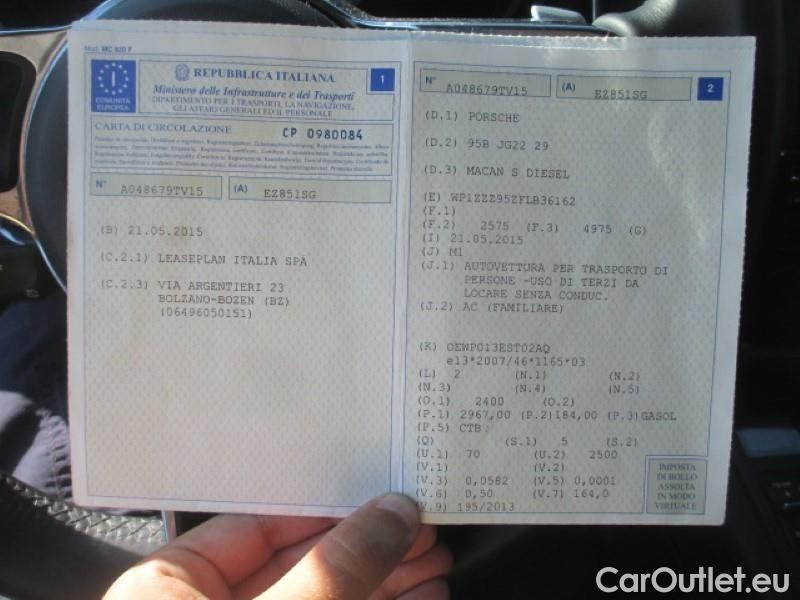 Mod. MC 820 F
REPUBBLICA ITALIANA
1
Ministero delle Infrastrutture e dei Trasporti
DIPARTIMENTO PER I TRASPORTI, LA NAVIGAZIONE,
GLI AFFARI GENERALI ED IL PERSONALE
I
COMUNITÀ
EUROPEA
CARTA DI CIRCOLAZIONE
CP 0980084
N° A048679TV15 (A) EZ851SG
(B) 21.05.2015
(C.2.1) LEASEPLAN ITALIA SPA
(C.2.3) VIA ARGENTIERI 23
BOLZANO-BOZEN (BZ)
(06496050151)
N° A048679TV15 (A) EZ851SG 2
(D.1) PORSCHE
(D.2) 95B JG22 29
(D.3) MACAN S DIESEL
(E) WP1ZZZ95ZFLB36162
(F.1)
(F.2) 2575 (F.3) 4975 (G)
(I) 21.05.2015
(J) M1
(J.1) AUTOVETTURA PER TRASPORTO DI
PERSONE -USO DI TERZI DA
LOCARE SENZA CONDUC.
(J.2) AC (FAMILIARE)
(K) OEWP013EST02AQ
e13*2007/46*1165*03
(L) 2 (N.1) (N.2)
(N.3) (N.4) (N.5)
(O.1) 2400 (O.2)
(P.1) 2967,00 (P.2)184,00 (P.3)GASOL
(P.5) CTB
(Q) (S.1) 5 (S.2)
(U.1) 70 (U.2) 2500
(V.1) (V.2)
(V.3) 0,0582 (V.5) 0,0001
(V.6) 0,50 (V.7) 164,0
(V.9) 195/2013
IMPOSTA
DI BOLLO
ASSOLTA
IN MODO
VIRTUALE
CarOutlet.eu